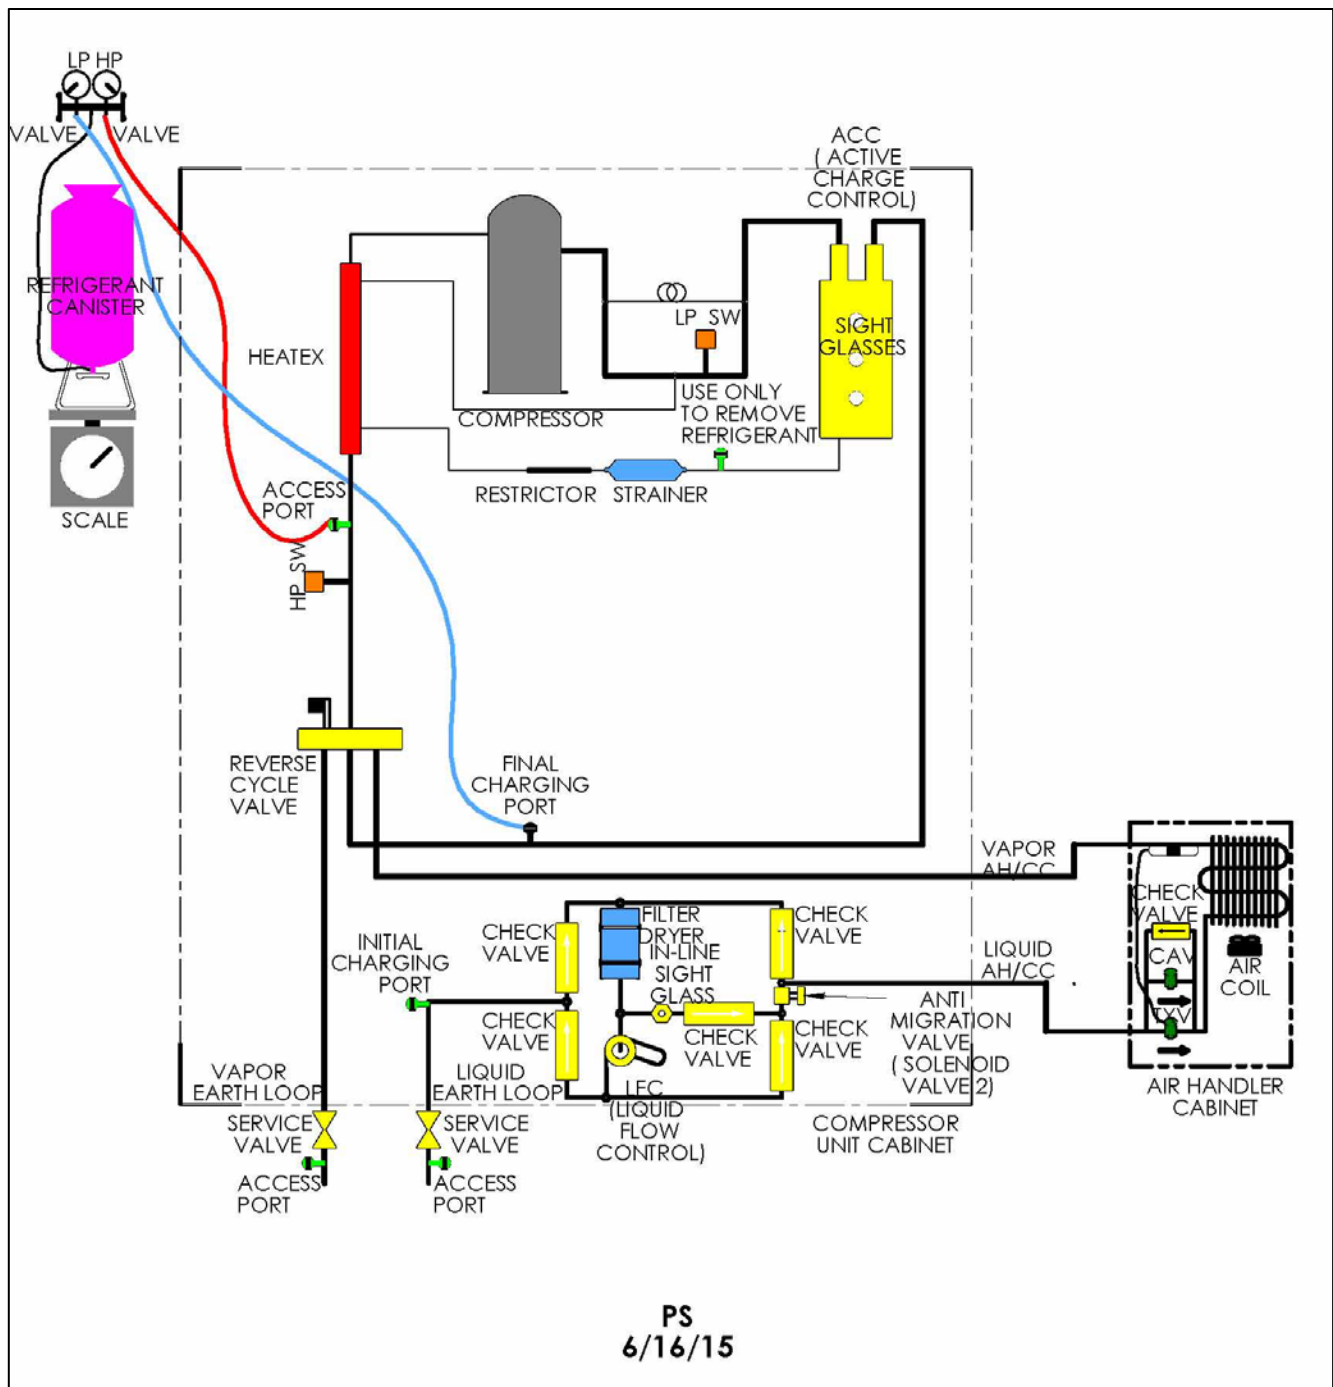 LP HP
VALVE VALVE
REFRIGERANT
CANISTER
SCALE
ACC
( ACTIVE
CHARGE
CONTROL)
HEATEX
COMPRESSOR
LP SW
SIGHT
GLASSES
USE ONLY
TO REMOVE
REFRIGERANT
RESTRICTOR
STRAINER
ACCESS
PORT
HP SW
REVERSE
CYCLE
VALVE
FINAL
CHARGING
PORT
VAPOR
AH/CC
CHECK
VALVE
CAV
TXV
AIR
COIL
AIR HANDLER
CABINET
INITIAL
CHARGING
PORT
CHECK
VALVE
FILTER
DRYER
IN-LINE
SIGHT
GLASS
CHECK
VALVE
LIQUID
AH/CC
ANTI
MIGRATION
VALVE
( SOLENOID
VALVE 2)
CHECK
VALVE
CHECK
VALVE
CHECK
VALVE
VAPOR
EARTH LOOP
LIQUID
EARTH LOOP
LFC
(LIQUID
FLOW
CONTROL)
SERVICE
VALVE
SERVICE
VALVE
COMPRESSOR
UNIT CABINET
ACCESS
PORT
ACCESS
PORT
PS
6/16/15